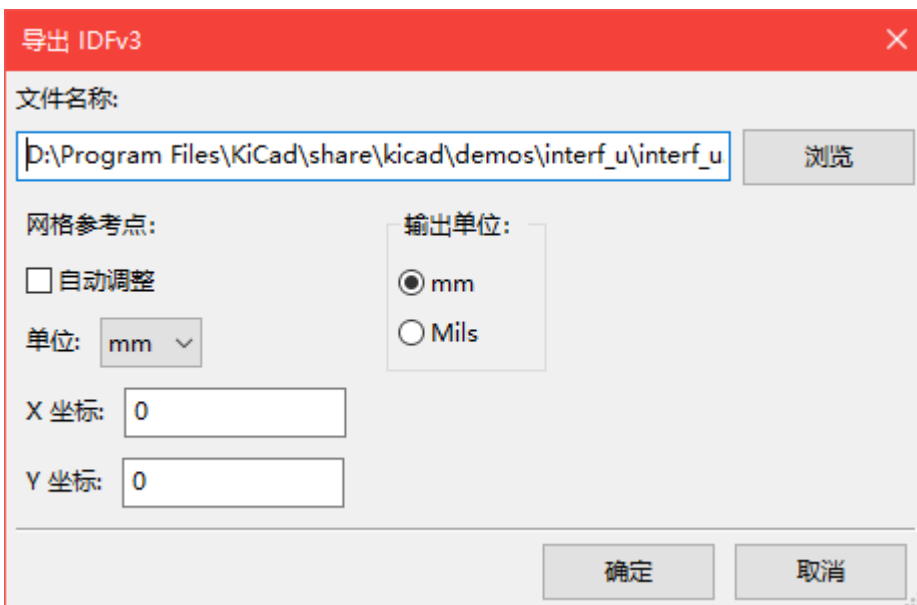 导出 IDFv3
文件名称:
D:\Program Files\KiCad\share\kicad\demos\interf_u\interf_u.
浏览
网格参考点:
输出单位:
自动调整
mm
单位: mm
Mils
X 坐标: 0
Y 坐标: 0
确定
取消